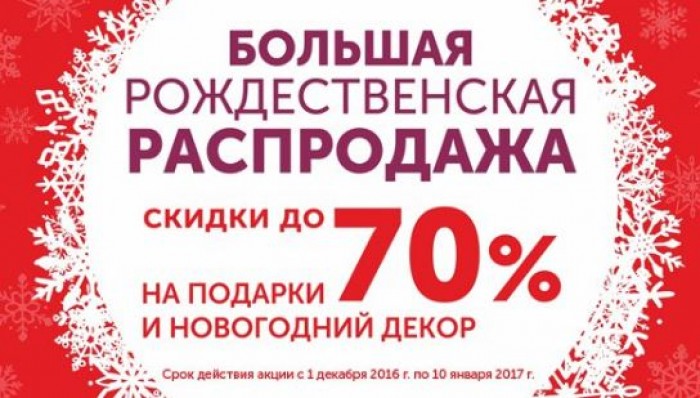 БОЛЬШАЯ
РОЖДЕСТВЕНСКАЯ
РАСПРОДАЖА
СКИДКИ ДО 70%
НА ПОДАРКИ
И НОВОГОДНИЙ ДЕКОР
Срок действия акции с 1 декабря 2016 г. по 10 января 2017 г.